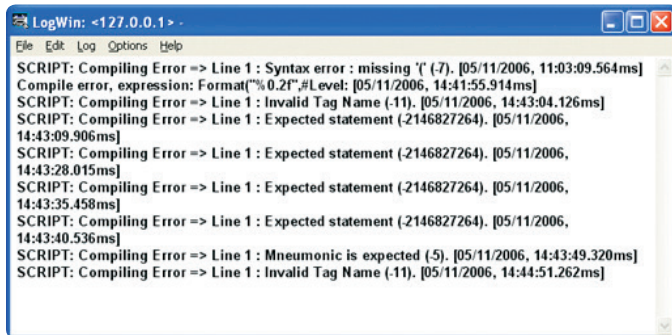 LogWin: <127.0.0.1> -
File Edit Log Options Help
SCRIPT: Compiling Error => Line 1 : Syntax error : missing '(' (-7). [05/11/2006, 11:03:09.564ms]
Compile error, expression: Format("%0.2f",#Level: [05/11/2006, 14:41:55.914ms]
SCRIPT: Compiling Error => Line 1 : Invalid Tag Name (-11). [05/11/2006, 14:43:04.126ms]
SCRIPT: Compiling Error => Line 1 : Expected statement (-2146827264). [05/11/2006,
14:43:09.906ms]
SCRIPT: Compiling Error => Line 1 : Expected statement (-2146827264). [05/11/2006,
14:43:28.015ms]
SCRIPT: Compiling Error => Line 1 : Expected statement (-2146827264). [05/11/2006,
14:43:35.458ms]
SCRIPT: Compiling Error => Line 1 : Expected statement (-2146827264). [05/11/2006,
14:43:40.536ms]
SCRIPT: Compiling Error => Line 1 : Mneumonic is expected (-5). [05/11/2006, 14:43:49.320ms]
SCRIPT: Compiling Error => Line 1 : Invalid Tag Name (-11). [05/11/2006, 14:44:51.262ms]